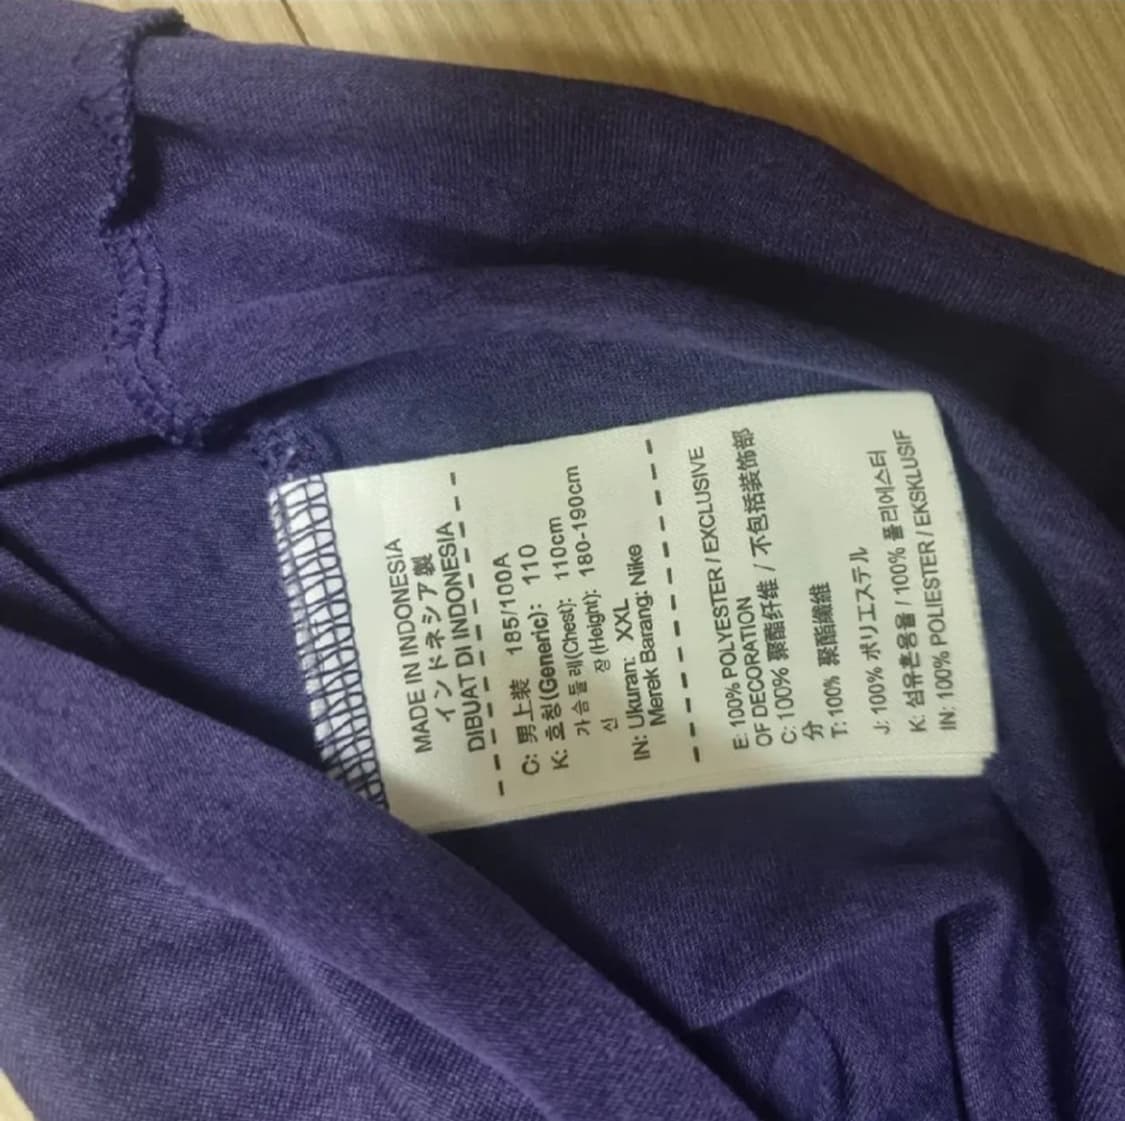 MADE IN INDONESIA
インドネシア製
DIBUAT DI INDONESIA
C: 男上装 185/100A
K: 호칭(Generic): 110
가슴둘레(Chest): 110cm
신장(Height): 180-190cm
IN: Ukuran: XXL
Merek Barang: Nike
E: 100% POLYESTER / EXCLUSIVE
OF DECORATION
C: 100% 聚酯纤维 / 不包括装饰部
分
T: 100% 聚酯纖維
J: 100% ポリエステル
K: 섬유혼용율 / 100% 폴리에스터
IN: 100% POLIESTER / EKSKLUSIF